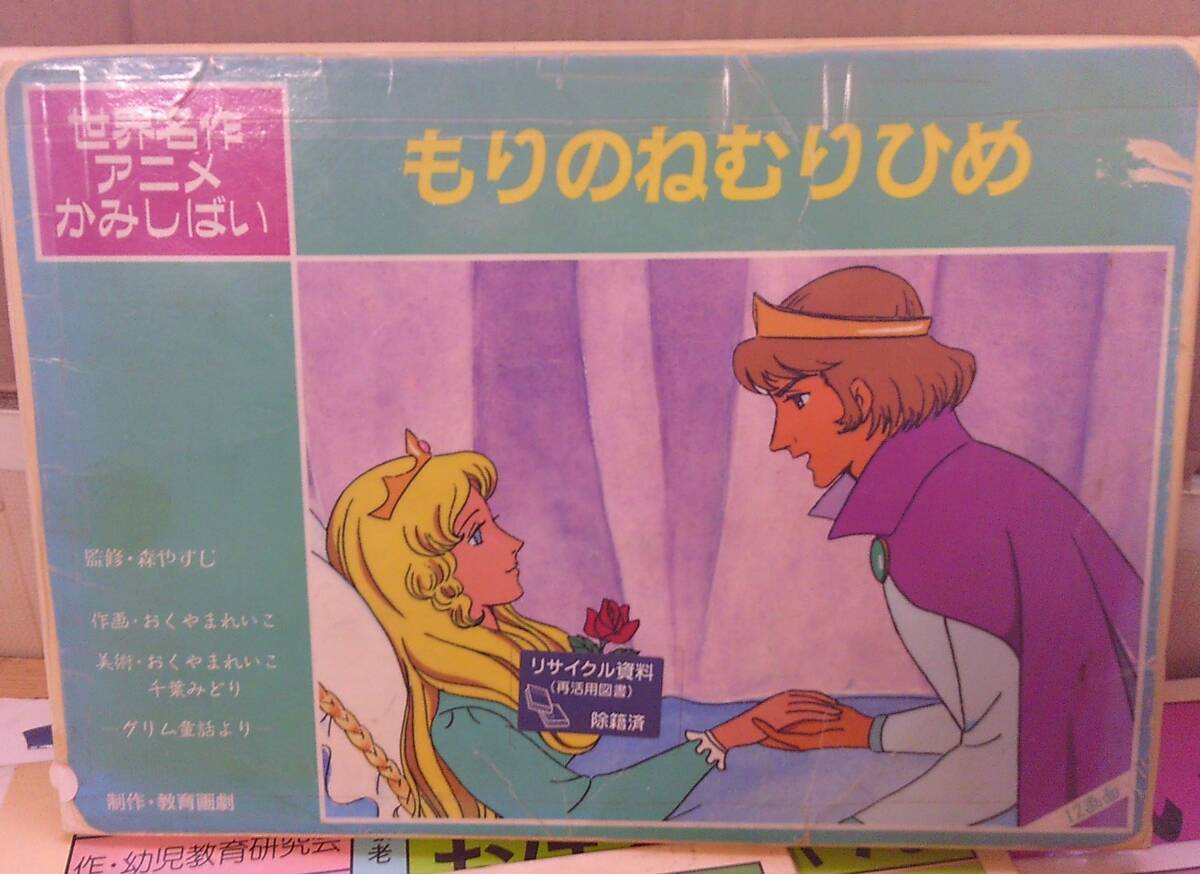 世界名作
アニメ
かみしばい
もりのねむりひめ
監修・森やすじ
作画・おくやまれいこ
美術・おくやまれいこ
千葉みどり
―グリム童話より―
制作・教育画劇
リサイクル資料
(再活用図書)
除籍済
12画面
作・幼児教育研究会
老